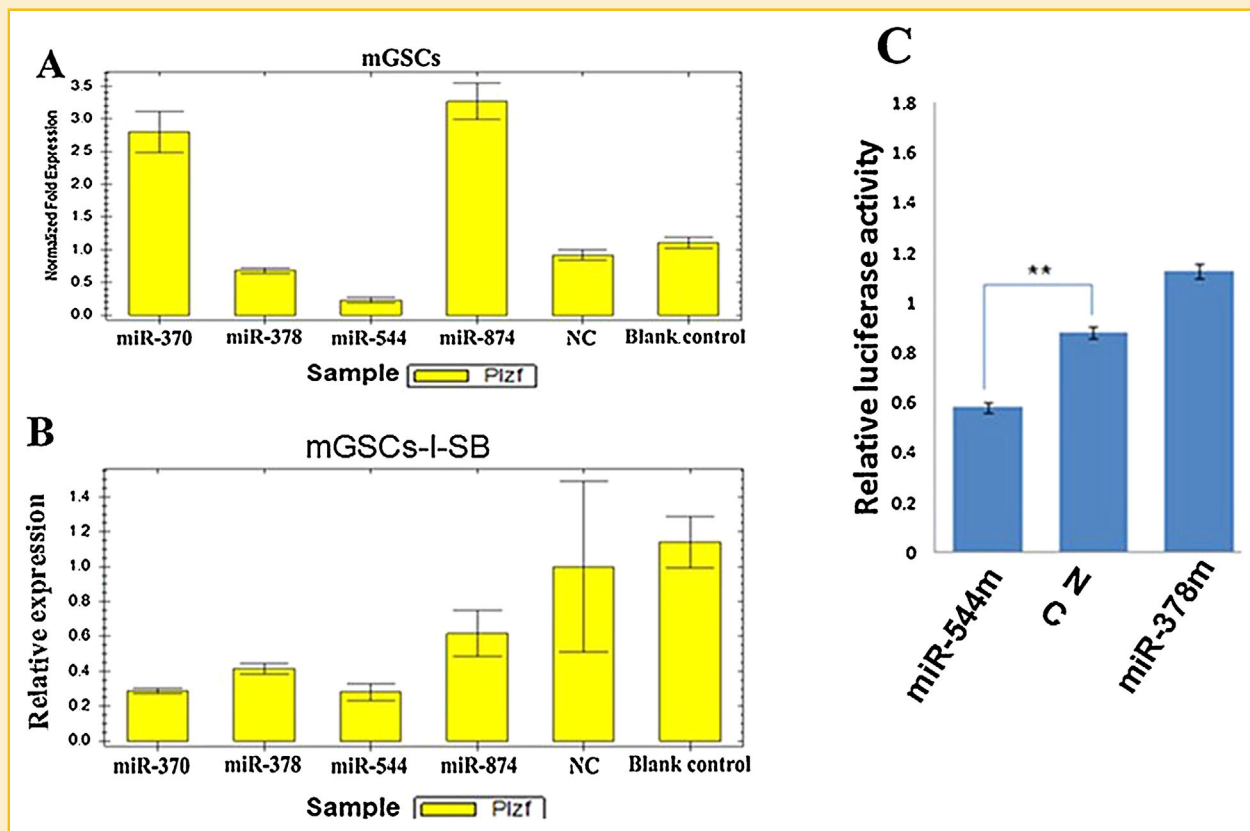 A
mGSCs
Normalized Fold Expression
3.5
3.0
2.5
2.0
1.5
1.0
0.5
0.0
miR-370 miR-378 miR-544 miR-874 NC Blank control
Sample Plzf
B
mGSCs-I-SB
Relative expression
1.4
1.2
1.0
0.8
0.6
0.4
0.2
0.0
miR-370 miR-378 miR-544 miR-874 NC Blank control
Sample Plzf
C
Relative luciferase activity
1.8
1.6
1.4
1.2
1
0.8
0.6
0.4
0.2
0
**
miR-544m NC miR-378m